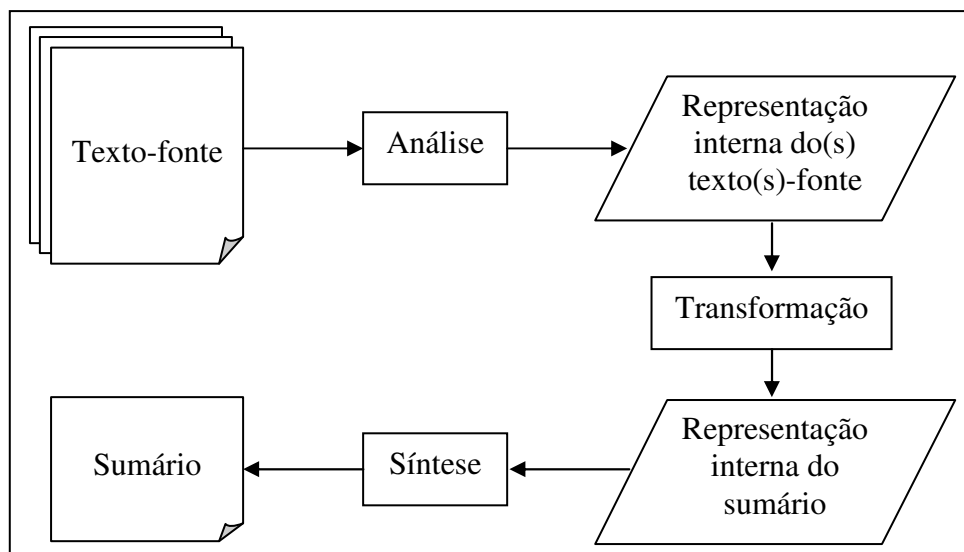 Texto-fonte
Análise
Representação
interna do(s)
texto(s)-fonte
Transformação
Representação
interna do
sumário
Síntese
Sumário